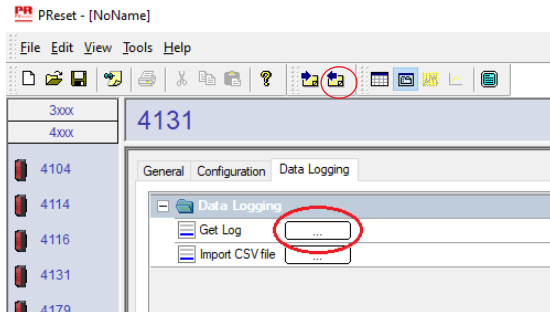 PR PReset - [NoName]
File Edit View Tools Help
3xxx
4xxx
4131
4104
4114
4116
4131
4179
General Configuration Data Logging
Data Logging
Get Log ...
Import CSV file ...